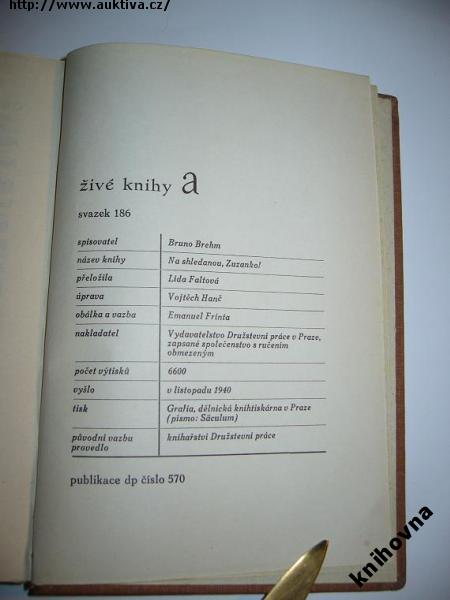 http://www.auktiva.cz/
živé knihy a
svazek 186
spisovatel Bruno Brehm
název knihy Na shledanou, Zuzanko!
přeložila Lída Faltová
úprava Vojtěch Hanč
obálka a vazba Emanuel Frinta
nakladatel Vydavatelstvo Družstevní práce v Praze,
zapsané společenstvo s ručením
obmezeným
počet výtisků 6600
vyšlo v listopadu 1940
tisk Grafia, dělnická knihtiskárna v Praze
(písmo: Säculum)
původní vazbu
provedlo knihařství Družstevní práce
publikace dp číslo 570
knihovna